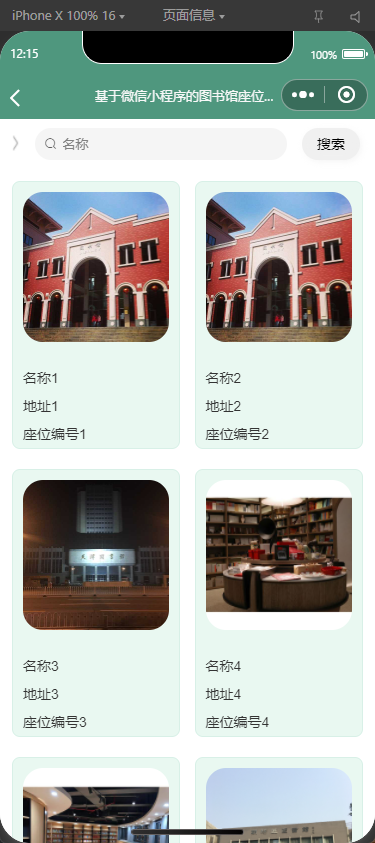 iPhone X 100% 16 页面信息
12:15 100%
基于微信小程序的图书馆座位...
名称 搜索
名称1 名称2
地址1 地址2
座位编号1 座位编号2
名称3 名称4
地址3 地址4
座位编号3 座位编号4